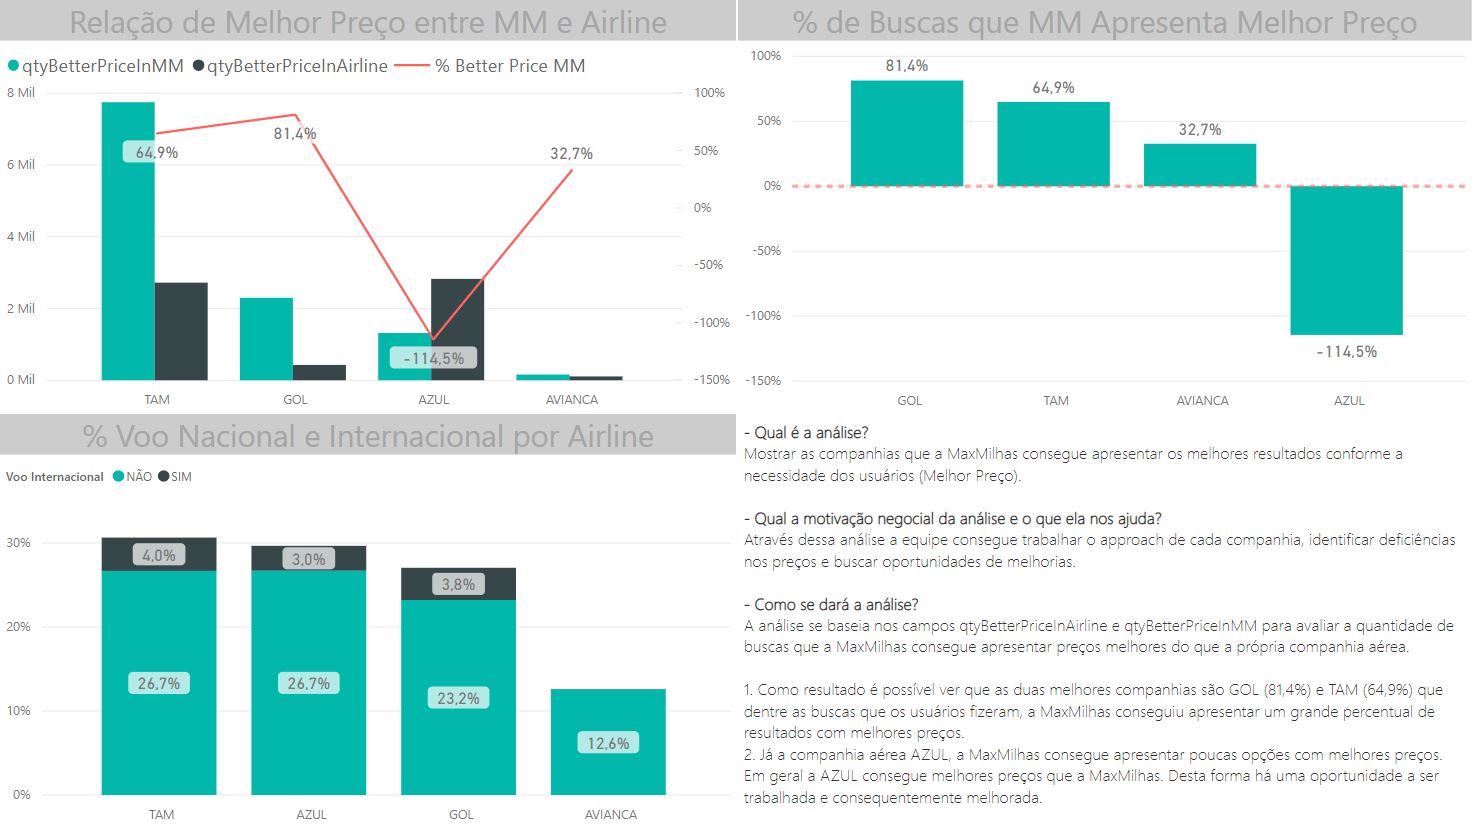 Relação de Melhor Preço entre MM e Airline
qtyBetterPriceInMM qtyBetterPriceInAirline % Better Price MM
8 Mil
6 Mil
4 Mil
2 Mil
0 Mil
100%
50%
0%
-50%
-100%
-150%
64,9%
81,4%
-114,5%
32,7%
TAM GOL AZUL AVIANCA
% de Buscas que MM Apresenta Melhor Preço
100%
50%
0%
-50%
-100%
-150%
81,4%
64,9%
32,7%
-114,5%
GOL TAM AVIANCA AZUL
% Voo Nacional e Internacional por Airline
Voo Internacional NÃO SIM
30%
20%
10%
0%
4,0%
3,0%
3,8%
26,7%
26,7%
23,2%
12,6%
TAM AZUL GOL AVIANCA
- Qual é a análise?
Mostrar as companhias que a MaxMilhas consegue apresentar os melhores resultados conforme a
necessidade dos usuários (Melhor Preço).
- Qual a motivação negocial da análise e o que ela nos ajuda?
Através dessa análise a equipe consegue trabalhar o approach de cada companhia, identificar deficiências
nos preços e buscar oportunidades de melhorias.
- Como se dará a análise?
A análise se baseia nos campos qtyBetterPriceInAirline e qtyBetterPriceInMM para avaliar a quantidade de
buscas que a MaxMilhas consegue apresentar preços melhores do que a própria companhia aérea.
1. Como resultado é possível ver que as duas melhores companhias são GOL (81,4%) e TAM (64,9%) que
dentre as buscas que os usuários fizeram, a MaxMilhas conseguiu apresentar um grande percentual de
resultados com melhores preços.
2. Já a companhia aérea AZUL, a MaxMilhas consegue apresentar poucas opções com melhores preços.
Em geral a AZUL consegue melhores preços que a MaxMilhas. Desta forma há uma oportunidade a ser
trabalhada e consequentemente melhorada.